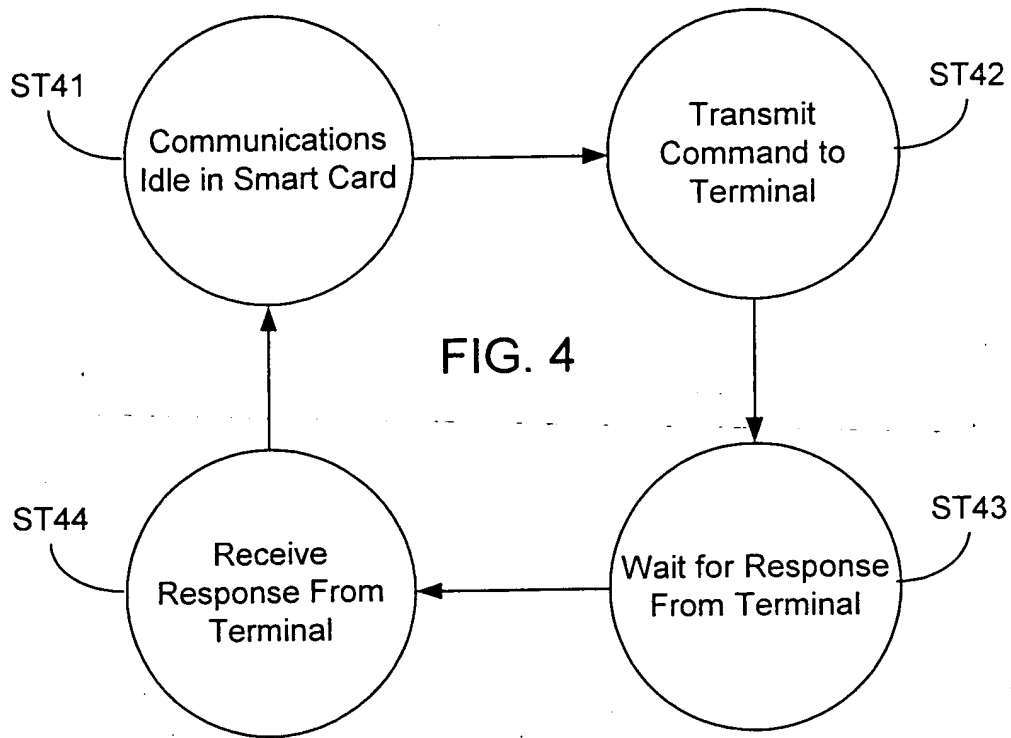 ST41
Communications
Idle in Smart Card
ST42
Transmit
Command to
Terminal
FIG. 4
ST44
Receive
Response From
Terminal
ST43
Wait for Response
From Terminal